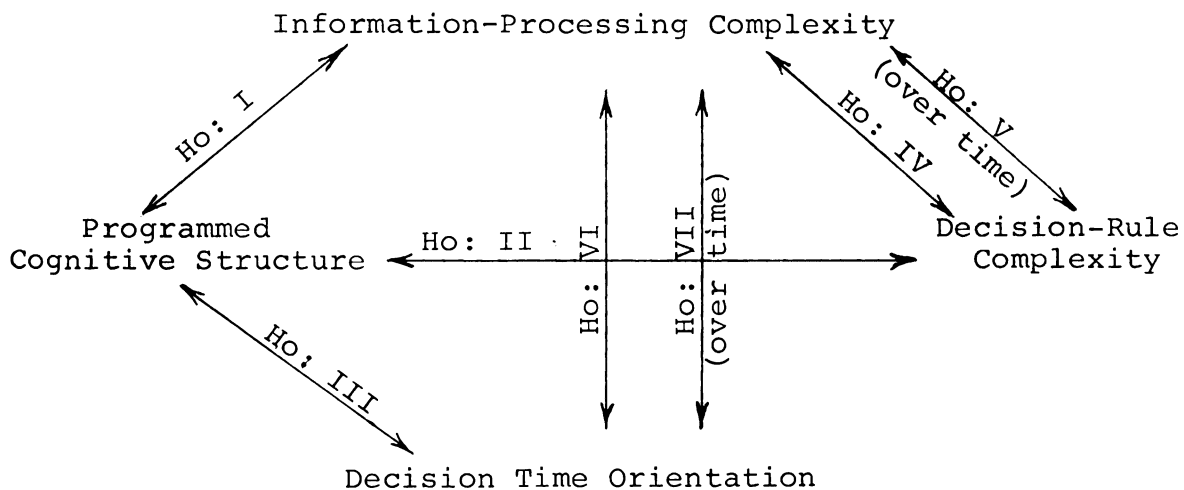 Information-Processing Complexity
Ho: I
Ho: IV
Ho: V
(over time)
Programmed
Cognitive Structure
Ho: II
Ho: VI
Ho: VII
(over time)
Decision-Rule
Complexity
Ho: III
Decision Time Orientation